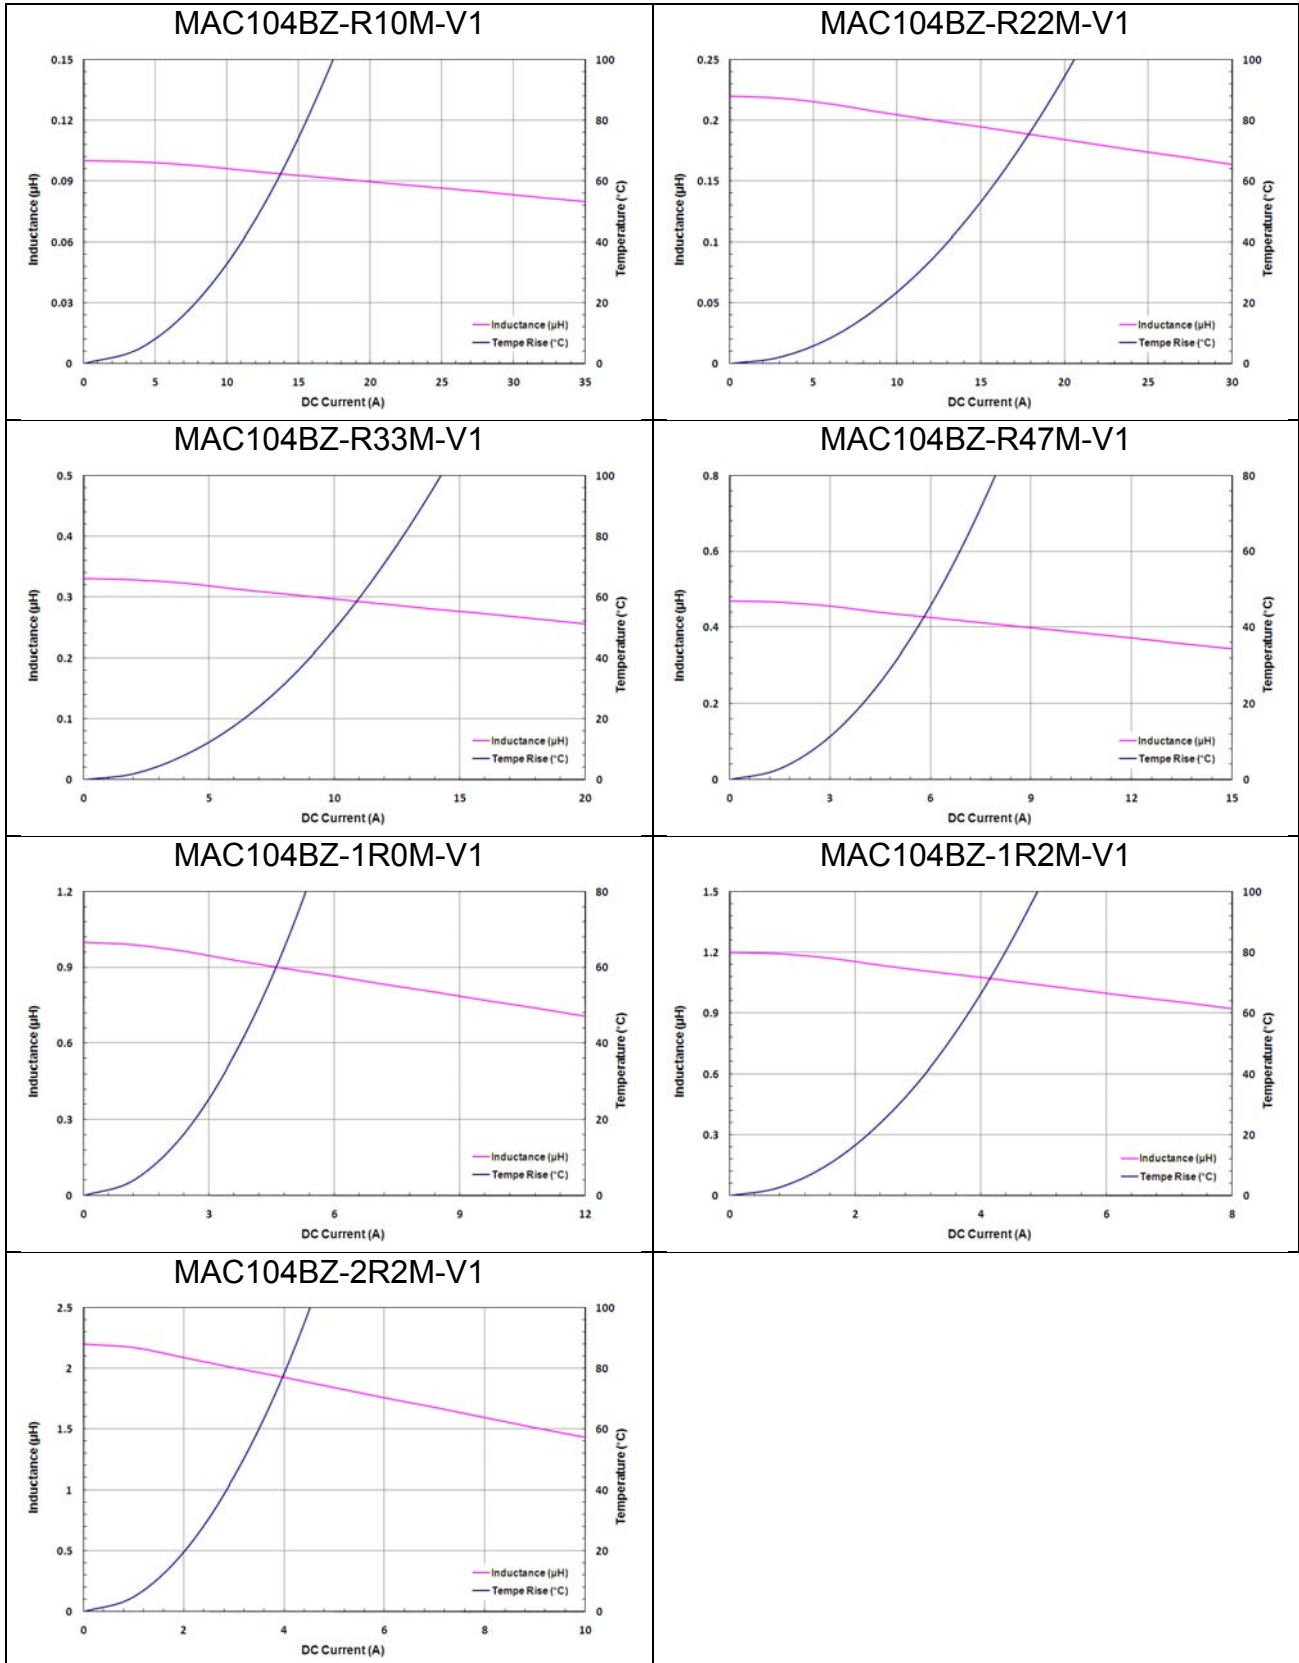 MAC104BZ-R10M-V1
0.15
0.12
0.09
0.06
0.03
0
100
80
60
40
20
0
0 5 10 15 20 25 30 35
Inductance (µH)
Temperature (°C)
Inductance (µH)
Tempe Rise (°C)
DC Current (A)
MAC104BZ-R22M-V1
0.25
0.2
0.15
0.1
0.05
0
100
80
60
40
20
0
0 5 10 15 20 25 30
Inductance (µH)
Temperature (°C)
Inductance (µH)
Tempe Rise (°C)
DC Current (A)
MAC104BZ-R33M-V1
0.5
0.4
0.3
0.2
0.1
0
100
80
60
40
20
0
0 5 10 15 20
Inductance (µH)
Temperature (°C)
Inductance (µH)
Tempe Rise (°C)
DC Current (A)
MAC104BZ-R47M-V1
0.8
0.6
0.4
0.2
0
80
60
40
20
0
0 3 6 9 12 15
Inductance (µH)
Temperature (°C)
Inductance (µH)
Tempe Rise (°C)
DC Current (A)
MAC104BZ-1R0M-V1
1.2
0.9
0.6
0.3
0
80
60
40
20
0
0 3 6 9 12
Inductance (µH)
Temperature (°C)
Inductance (µH)
Tempe Rise (°C)
DC Current (A)
MAC104BZ-1R2M-V1
1.5
1.2
0.9
0.6
0.3
0
100
80
60
40
20
0
0 2 4 6 8
Inductance (µH)
Temperature (°C)
Inductance (µH)
Tempe Rise (°C)
DC Current (A)
MAC104BZ-2R2M-V1
2.5
2
1.5
1
0.5
0
100
80
60
40
20
0
0 2 4 6 8 10
Inductance (µH)
Temperature (°C)
Inductance (µH)
Tempe Rise (°C)
DC Current (A)